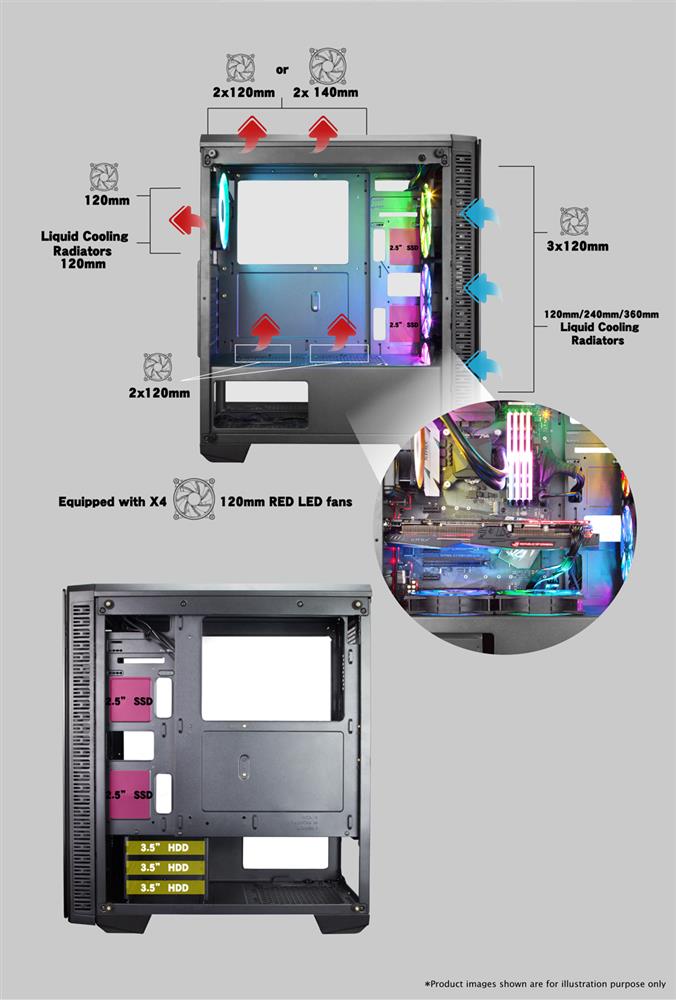 or
2x120mm
2x 140mm
120mm
Liquid Cooling
Radiators
120mm
3x120mm
120mm/240mm/360mm
Liquid Cooling
Radiators
2.5" SSD
2.5" SSD
2x120mm
Equipped with X4 120mm RED LED fans
2.5" SSD
2.5" SSD
3.5" HDD
3.5" HDD
3.5" HDD
*Product images shown are for illustration purpose only